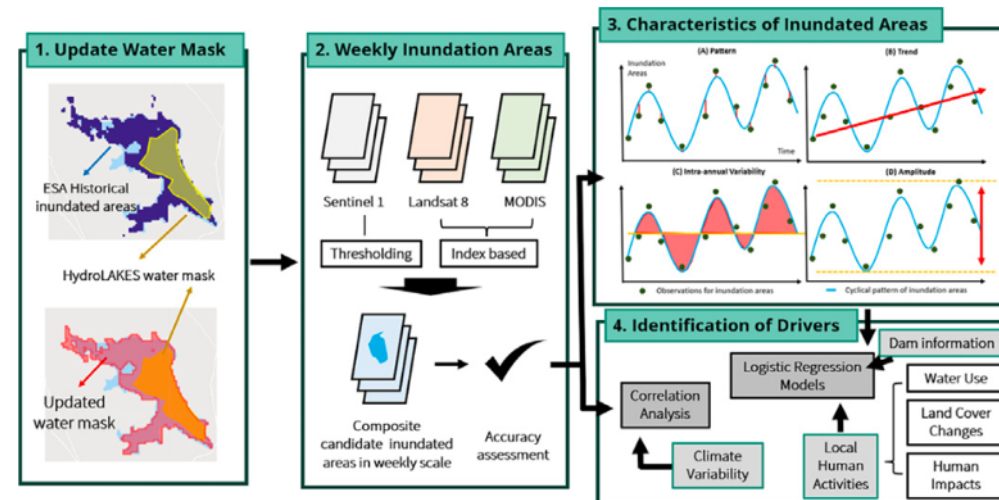 1. Update Water Mask
ESA Historical
inundated areas
HydroLAKES water mask
Updated
water mask
2. Weekly Inundation Areas
Sentinel 1
Landsat 8
MODIS
Thresholding
Index based
Composite
candidate inundated
areas in weekly scale
Accuracy
assessment
3. Characteristics of Inundated Areas
(A) Pattern
Inundation
Areas
Time
(B) Trend
(C) Intra-annual Variability
(D) Amplitude
Observations for inundation areas
Cyclical pattern of inundation areas
4. Identification of Drivers
Correlation
Analysis
Climate
Variability
Logistic Regression
Models
Local
Human
Activities
Dam information
Water Use
Land Cover
Changes
Human
Impacts